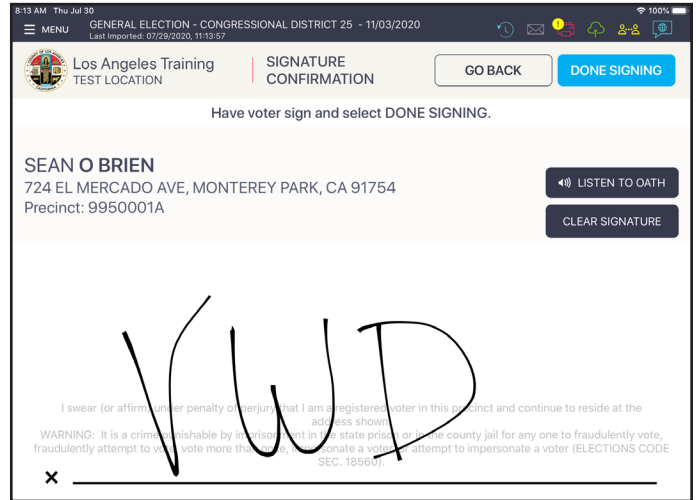 8:13 AM Thu Jul 30
100%
MENU
GENERAL ELECTION - CONGRESSIONAL DISTRICT 25 - 11/03/2020
Last Imported: 07/29/2020, 11:13:57
Los Angeles Training
TEST LOCATION
SIGNATURE
CONFIRMATION
GO BACK
DONE SIGNING
Have voter sign and select DONE SIGNING.
SEAN O BRIEN
724 EL MERCADO AVE, MONTEREY PARK, CA 91754
Precinct: 9950001A
LISTEN TO OATH
CLEAR SIGNATURE
VWD
I swear (or affirm) under penalty of perjury that I am a registered voter in this precinct and continue to reside at the
address shown.
WARNING: It is a crime punishable by imprisonment in the state prison or in the county jail for any one to fraudulently vote,
fraudulently attempt to vote, vote more than once, impersonate a voter or attempt to impersonate a voter (ELECTIONS CODE
SEC. 18560).
×